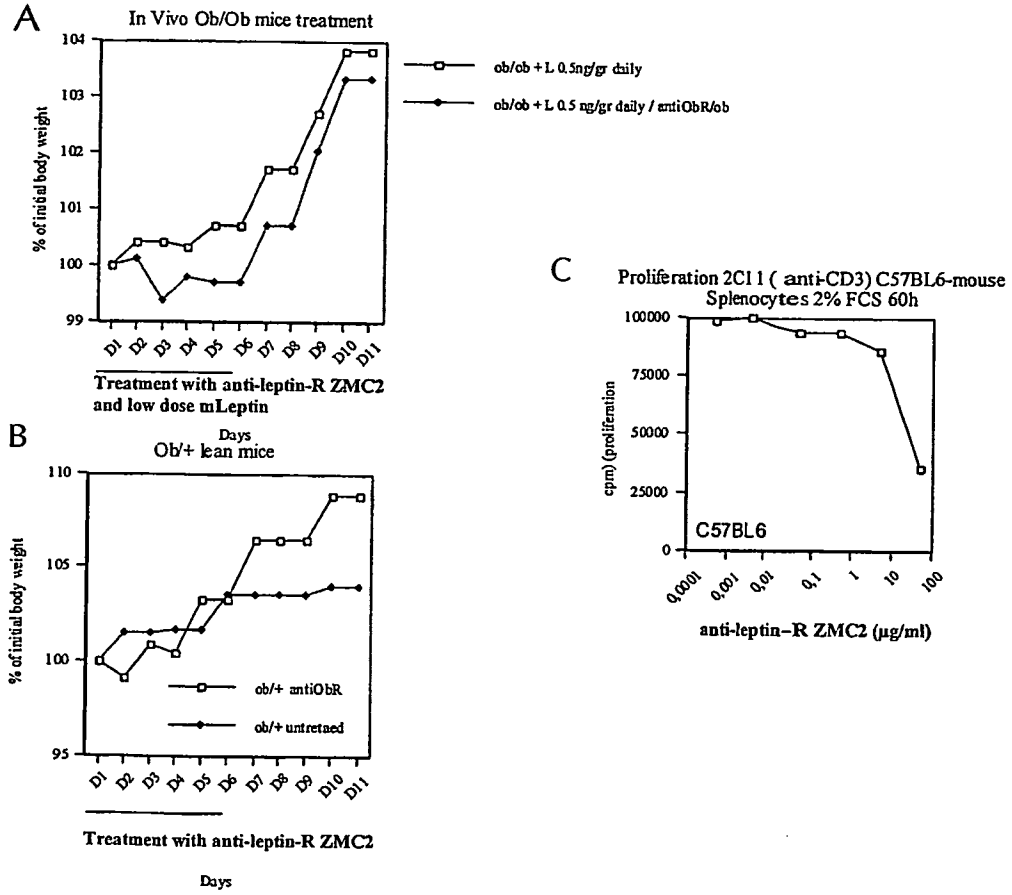 A
In Vivo Ob/Ob mice treatment
104
103
102
101
100
99
% of initial body weight
ob/ob + L 0.5ng/gr daily
ob/ob + L 0.5 ng/gr daily / antiObR/ob
D1 D2 D3 D4 D5 D6 D7 D8 D9 D10 D11
Treatment with anti-leptin-R ZMC2
and low dose mLeptin
Days
B
Ob/+ lean mice
110
105
100
95
% of initial body weight
ob/+ antiObR
ob/+ untretaed
D1 D2 D3 D4 D5 D6 D7 D8 D9 D10 D11
Treatment with anti-leptin-R ZMC2
Days
C
Proliferation 2C11 ( anti-CD3) C57BL6-mouse
Splenocytes 2% FCS 60h
100000
75000
50000
25000
0
cpm) (proliferation
C57BL6
0,0001 0,001 0,01 0,1 1 10 100
anti-leptin-R ZMC2 (µg/ml)